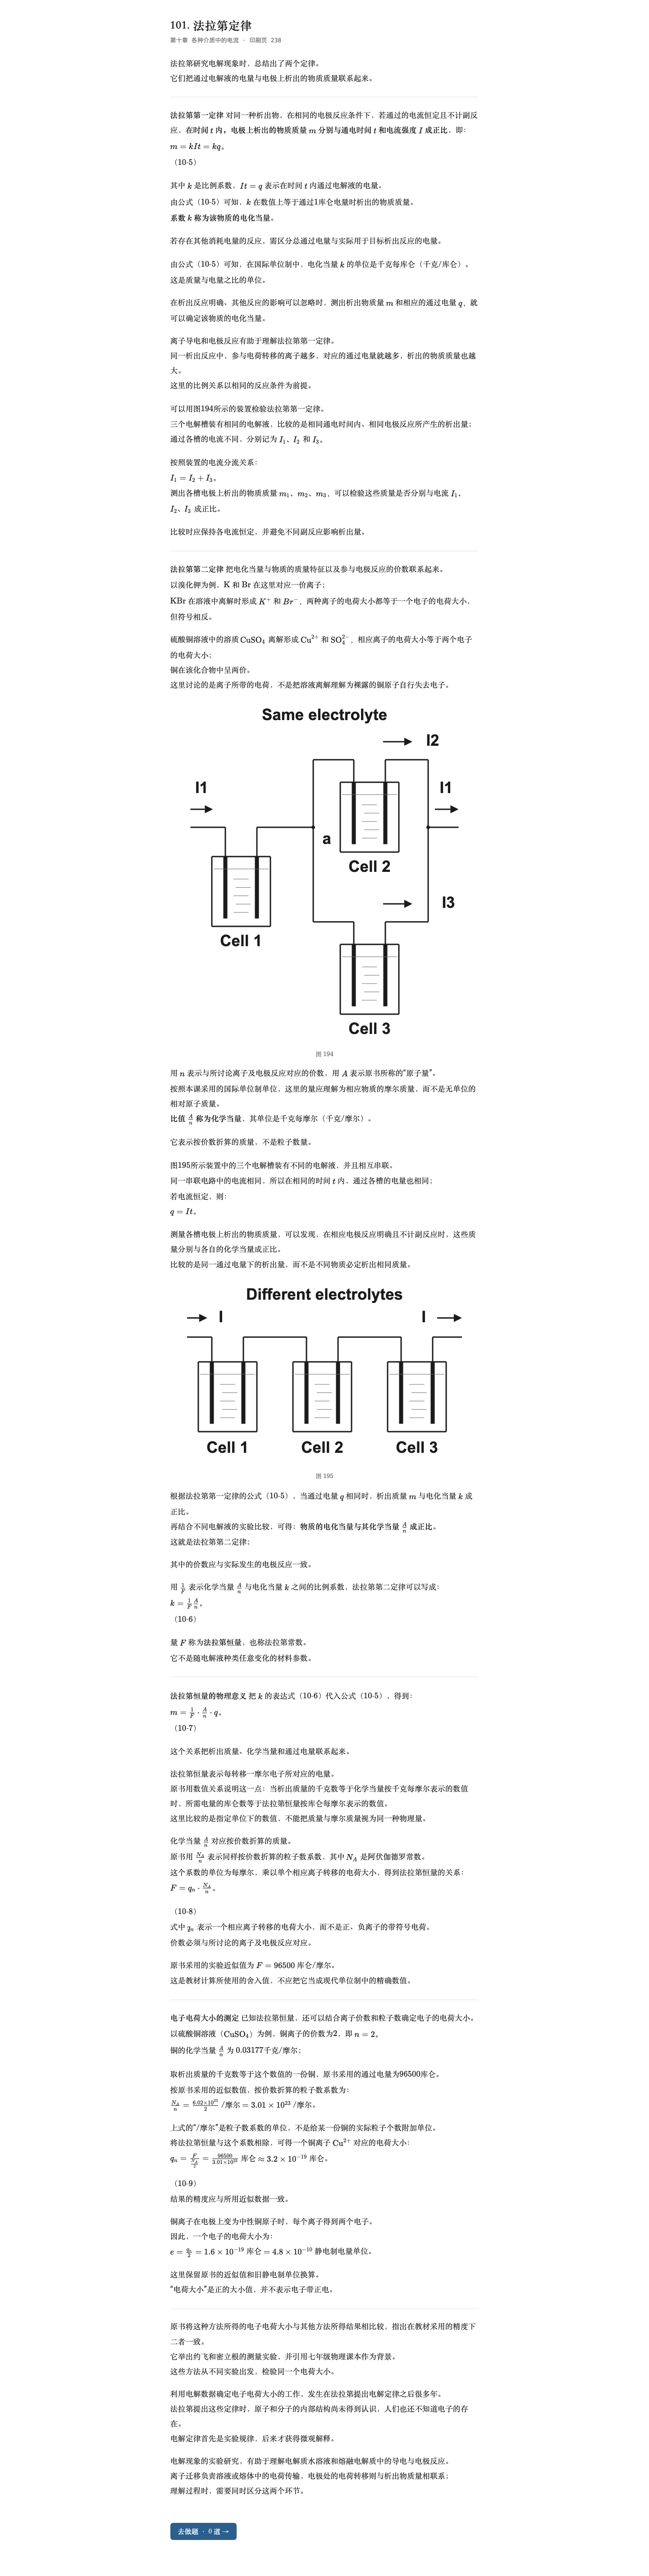 101. 法拉第定律
第十章 各种介质中的电流 · 印刷页 238
法拉第研究电解现象时，总结出了两个定律。
它们把通过电解液的电量与电极上析出的物质质量联系起来。
法拉第第一定律 对同一种析出物，在相同的电极反应条件下，若通过的电流恒定且不计副反
应，在时间 t 内，电极上析出的物质质量 m 分别与通电时间 t 和电流强度 I 成正比，即：
m = kIt = kq。
（10-5）
其中 k 是比例系数，It = q 表示在时间 t 内通过电解液的电量。
由公式（10-5）可知，k 在数值上等于通过1库仑电量时析出的物质质量。
系数 k 称为该物质的电化当量。
若存在其他消耗电量的反应，需区分总通过电量与实际用于目标析出反应的电量。
由公式（10-5）可知，在国际单位制中，电化当量 k 的单位是千克每库仑（千克/库仑）。
这是质量与电量之比的单位。
在析出反应明确、其他反应的影响可以忽略时，测出析出物质量 m 和相应的通过电量 q，就
可以确定该物质的电化当量。
离子导电和电极反应有助于理解法拉第第一定律。
同一析出反应中，参与电荷转移的离子越多，对应的通过电量就越多，析出的物质质量也越
大。
这里的比例关系以相同的反应条件为前提。
可以用图194所示的装置检验法拉第第一定律。
三个电解槽装有相同的电解液，比较的是相同通电时间内、相同电极反应所产生的析出量；
通过各槽的电流不同，分别记为 I₁、I₂ 和 I₃。
按照装置的电流分流关系：
I₁ = I₂ + I₃。
测出各槽电极上析出的物质质量 m₁、m₂、m₃，可以检验这些质量是否分别与电流 I₁、
I₂、I₃ 成正比。
比较时应保持各电流恒定，并避免不同副反应影响析出量。
法拉第第二定律 把电化当量与物质的质量特征以及参与电极反应的价数联系起来。
以溴化钾为例，K 和 Br 在这里对应一价离子；
KBr 在溶液中离解时形成 K⁺ 和 Br⁻，两种离子的电荷大小都等于一个电子的电荷大小，
但符号相反。
硫酸铜溶液中的溶质 CuSO₄ 离解形成 Cu²⁺ 和 SO₄²⁻，相应离子的电荷大小等于两个电子
的电荷大小；
铜在该化合物中呈两价。
这里讨论的是离子所带的电荷，不是把溶液离解理解为裸露的铜原子自行失去电子。
Same electrolyte
I2
I1
I1
a
Cell 2
I3
Cell 1
Cell 3
图 194
用 n 表示与所讨论离子及电极反应对应的价数，用 A 表示原书所称的“原子量”。
按照本课采用的国际单位制单位，这里的量应理解为相应物质的摩尔质量，而不是无单位的
相对原子质量。
比值 A/n 称为化学当量，其单位是千克每摩尔（千克/摩尔）。
它表示按价数折算的质量，不是粒子数量。
图195所示装置中的三个电解槽装有不同的电解液，并且相互串联。
同一串联电路中的电流相同，所以在相同的时间 t 内，通过各槽的电量也相同；
若电流恒定，则：
q = It。
测量各槽电极上析出的物质质量，可以发现，在相应电极反应明确且不计副反应时，这些质
量分别与各自的化学当量成正比。
比较的是同一通过电量下的析出量，而不是不同物质必定析出相同质量。
Different electrolytes
I
I
Cell 1
Cell 2
Cell 3
图 195
根据法拉第第一定律的公式（10-5），当通过电量 q 相同时，析出质量 m 与电化当量 k 成
正比。
再结合不同电解液的实验比较，可得：物质的电化当量与其化学当量 A/n 成正比。
这就是法拉第第二定律；
其中的价数应与实际发生的电极反应一致。
用 1/F 表示化学当量 A/n 与电化当量 k 之间的比例系数，法拉第第二定律可以写成：
k = 1/F A/n。
（10-6）
量 F 称为法拉第恒量，也称法拉第常数。
它不是随电解液种类任意变化的材料参数。
法拉第恒量的物理意义 把 k 的表达式（10-6）代入公式（10-5），得到：
m = 1/F · A/n · q。
（10-7）
这个关系把析出质量、化学当量和通过电量联系起来。
法拉第恒量表示每转移一摩尔电子所对应的电量。
原书用数值关系说明这一点：当析出质量的千克数等于化学当量按千克每摩尔表示的数值
时，所需电量的库仑数等于法拉第恒量按库仑每摩尔表示的数值。
这里比较的是指定单位下的数值，不能把质量与摩尔质量视为同一种物理量。
化学当量 A/n 对应按价数折算的质量。
原书用 N_A/n 表示同样按价数折算的粒子数系数，其中 N_A 是阿伏伽德罗常数。
这个系数的单位为每摩尔，乘以单个相应离子转移的电荷大小，得到法拉第恒量的关系：
F = qₙ · N_A/n。
（10-8）
式中 qₙ 表示一个相应离子转移的电荷大小，而不是正、负离子的带符号电荷。
价数必须与所讨论的离子及电极反应对应。
原书采用的实验近似值为 F = 96500 库仑/摩尔。
这是教材计算所使用的舍入值，不应把它当成现代单位制中的精确数值。
电子电荷大小的测定 已知法拉第恒量，还可以结合离子价数和粒子数确定电子的电荷大小。
以硫酸铜溶液（CuSO₄）为例，铜离子的价数为2，即 n = 2。
铜的化学当量 A/n 为 0.03177千克/摩尔；
取析出质量的千克数等于这个数值的一份铜，原书采用的通过电量为96500库仑。
按原书采用的近似数值，按价数折算的粒子数系数为：
N_A/n = 6.02×10²³/2 /摩尔 = 3.01 × 10²³ /摩尔。
上式的“/摩尔”是粒子数系数的单位，不是给某一份铜的实际粒子个数附加单位。
将法拉第恒量与这个系数相除，可得一个铜离子 Cu²⁺ 对应的电荷大小：
qₙ = F/(N_A/2) = 96500/3.01×10²³ 库仑 ≈ 3.2 × 10⁻¹⁹ 库仑。
（10-9）
结果的精度应与所用近似数据一致。
铜离子在电极上变为中性铜原子时，每个离子得到两个电子。
因此，一个电子的电荷大小为：
e = qₙ/2 = 1.6 × 10⁻¹⁹ 库仑 = 4.8 × 10⁻¹⁰ 静电制电量单位。
这里保留原书的近似值和旧静电制单位换算。
“电荷大小”是正的大小值，并不表示电子带正电。
原书将这种方法所得的电子电荷大小与其他方法所得结果相比较，指出在教材采用的精度下
二者一致。
它举出约飞和密立根的测量实验，并引用七年级物理课本作为背景。
这些方法从不同实验出发，检验同一个电荷大小。
利用电解数据确定电子电荷大小的工作，发生在法拉第提出电解定律之后很多年。
法拉第提出这些定律时，原子和分子的内部结构尚未得到认识，人们也还不知道电子的存
在。
电解定律首先是实验规律，后来才获得微观解释。
电解现象的实验研究，有助于理解电解质水溶液和熔融电解质中的导电与电极反应。
离子迁移负责溶液或熔体中的电荷传输，电极处的电荷转移则与析出物质量相联系；
理解过程时，需要同时区分这两个环节。
去做题 · 0 道 →